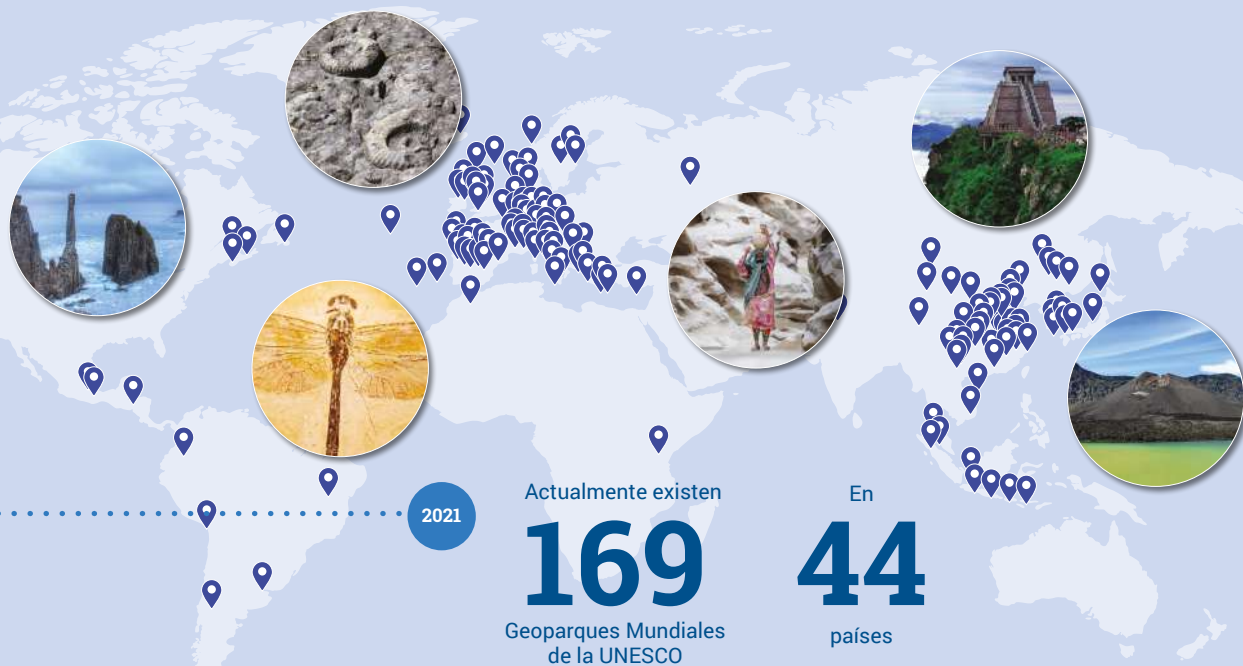 2021
Actualmente existen
169
Geoparques Mundiales
de la UNESCO
En
44
países